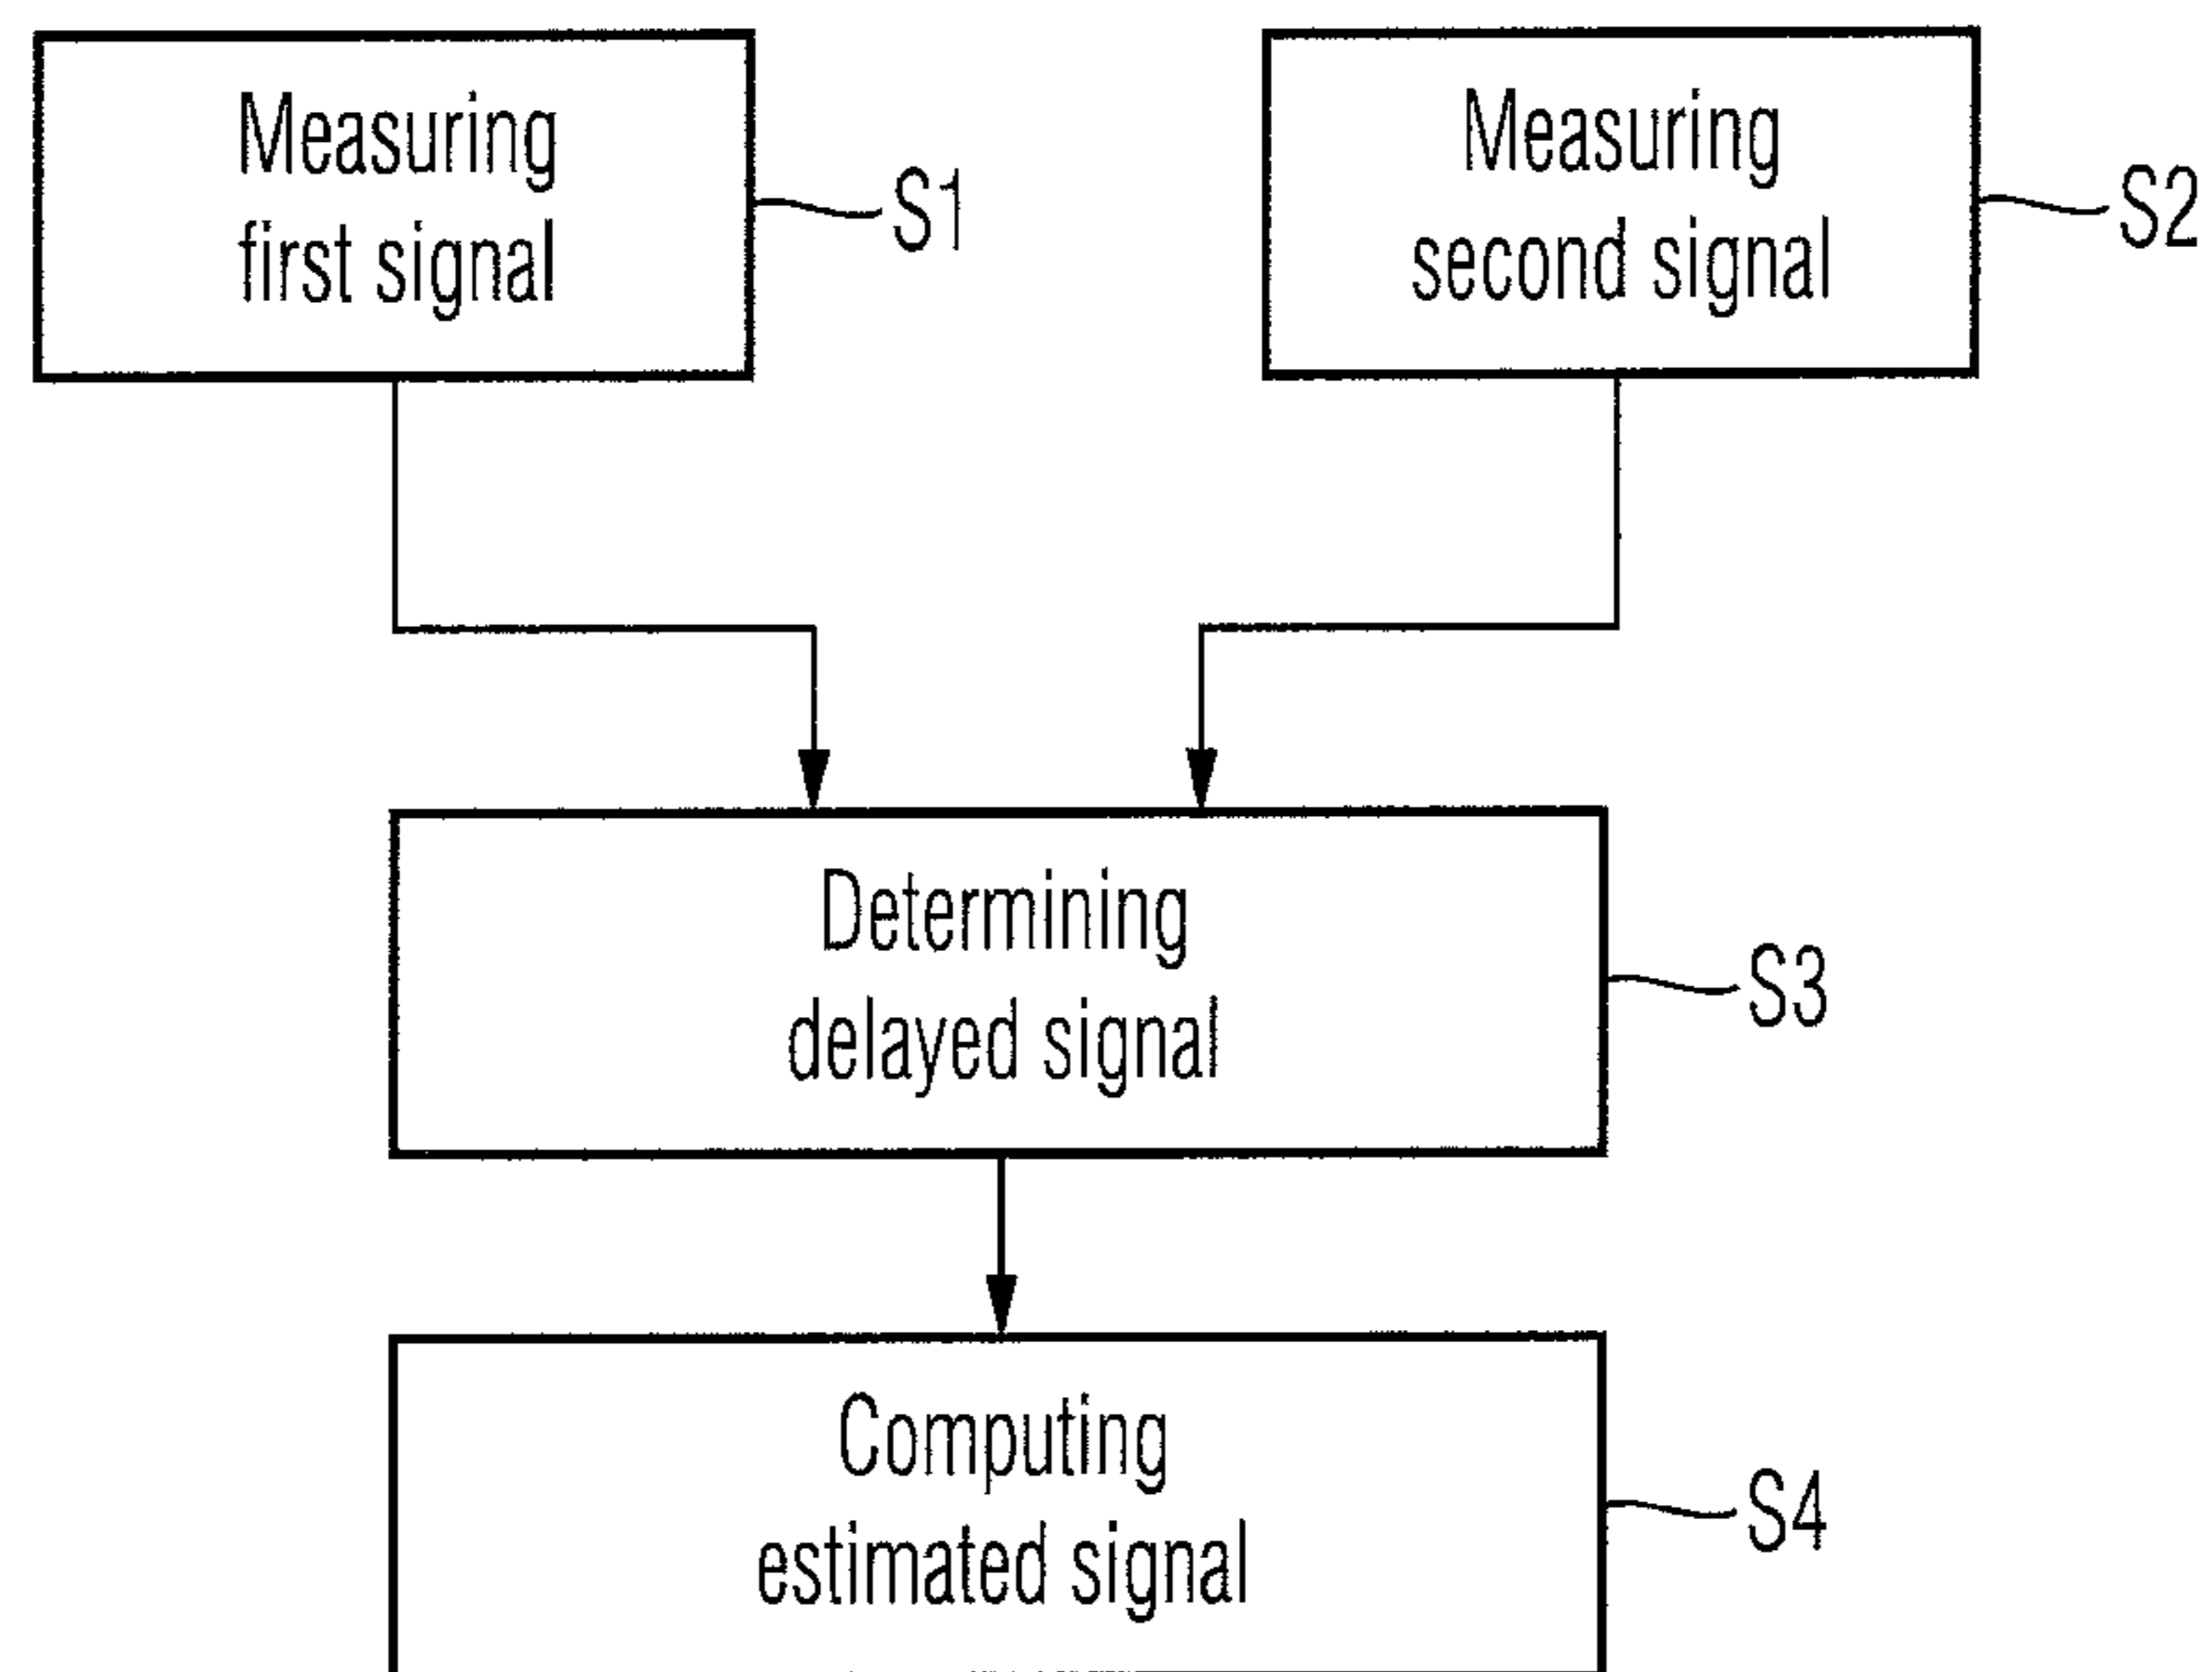 Measuring
first signal
S1
Measuring
second signal
S2
Determining
delayed signal
S3
Computing
estimated signal
S4